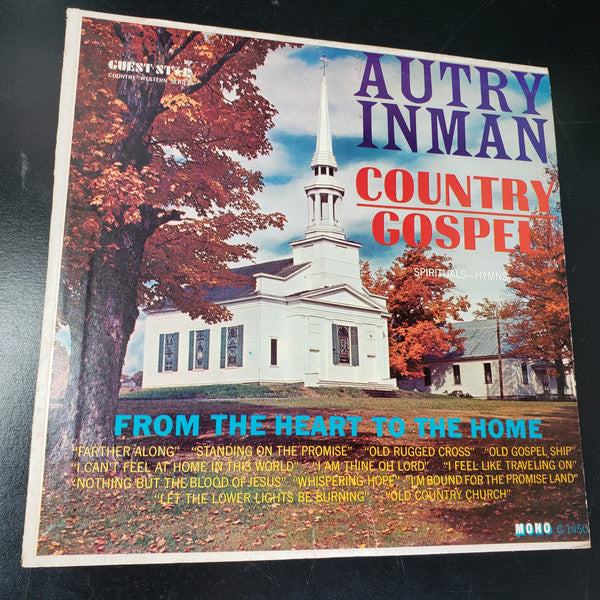 GUEST STAR
COUNTRY WESTERN SERIES
AUTRY
INMAN
COUNTRY
GOSPEL
SPIRITUALS—HYMNS
FROM THE HEART TO THE HOME
"FARTHER ALONG" "STANDING ON THE PROMISE" "OLD RUGGED CROSS" "OLD GOSPEL SHIP"
"I CAN'T FEEL AT HOME IN THIS WORLD" "I AM THINE OH LORD" "I FEEL LIKE TRAVELING ON"
"NOTHING BUT THE BLOOD OF JESUS" "WHISPERING HOPE" "I'M BOUND FOR THE PROMISE LAND"
"LET THE LOWER LIGHTS BE BURNING" "OLD COUNTRY CHURCH"
MONO G 1450